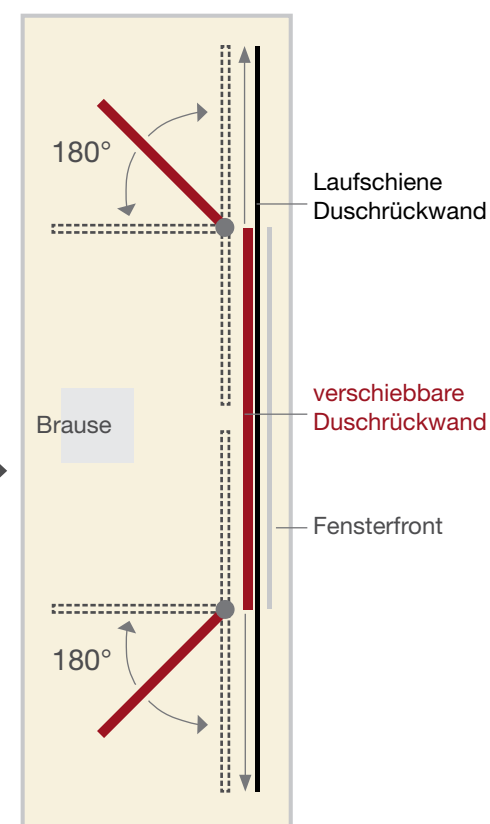 180°
Laufschiene
Duschrückwand
verschiebbare
Duschrückwand
Brause
Fensterfront
180°